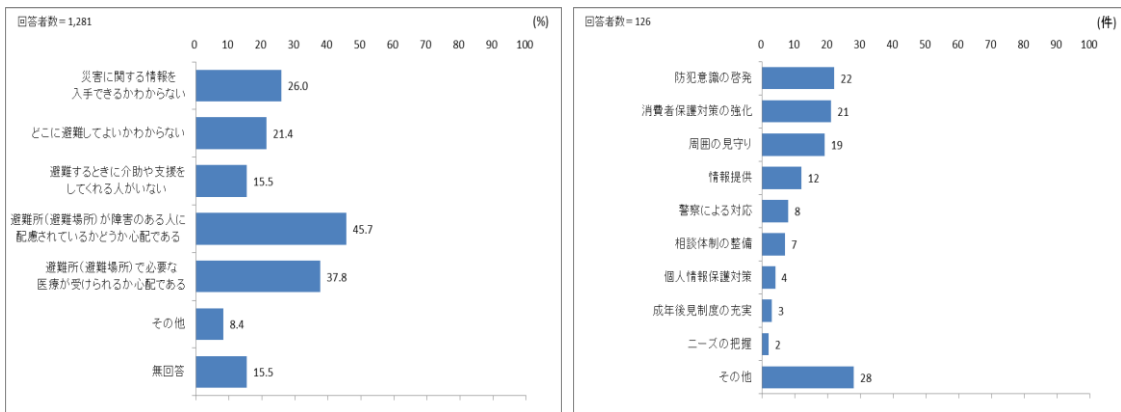 回答者数=1,281
(%)
0 10 20 30 40 50 60 70 80 90 100
災害に関する情報を
入手できるかわからない
26.0
どこに避難してよいかわからない
21.4
避難するときに介助や支援を
してくれる人がいない
15.5
避難所(避難場所)が障害のある人に
配慮されているかどうか心配である
45.7
避難所(避難場所)で必要な
医療が受けられるか心配である
37.8
その他
8.4
無回答
15.5
回答者数=126
(件)
0 10 20 30 40 50 60 70 80 90 100
防犯意識の啓発
22
消費者保護対策の強化
21
周囲の見守り
19
情報提供
12
警察による対応
8
相談体制の整備
7
個人情報保護対策
4
成年後見制度の充実
3
ニーズの把握
2
その他
28